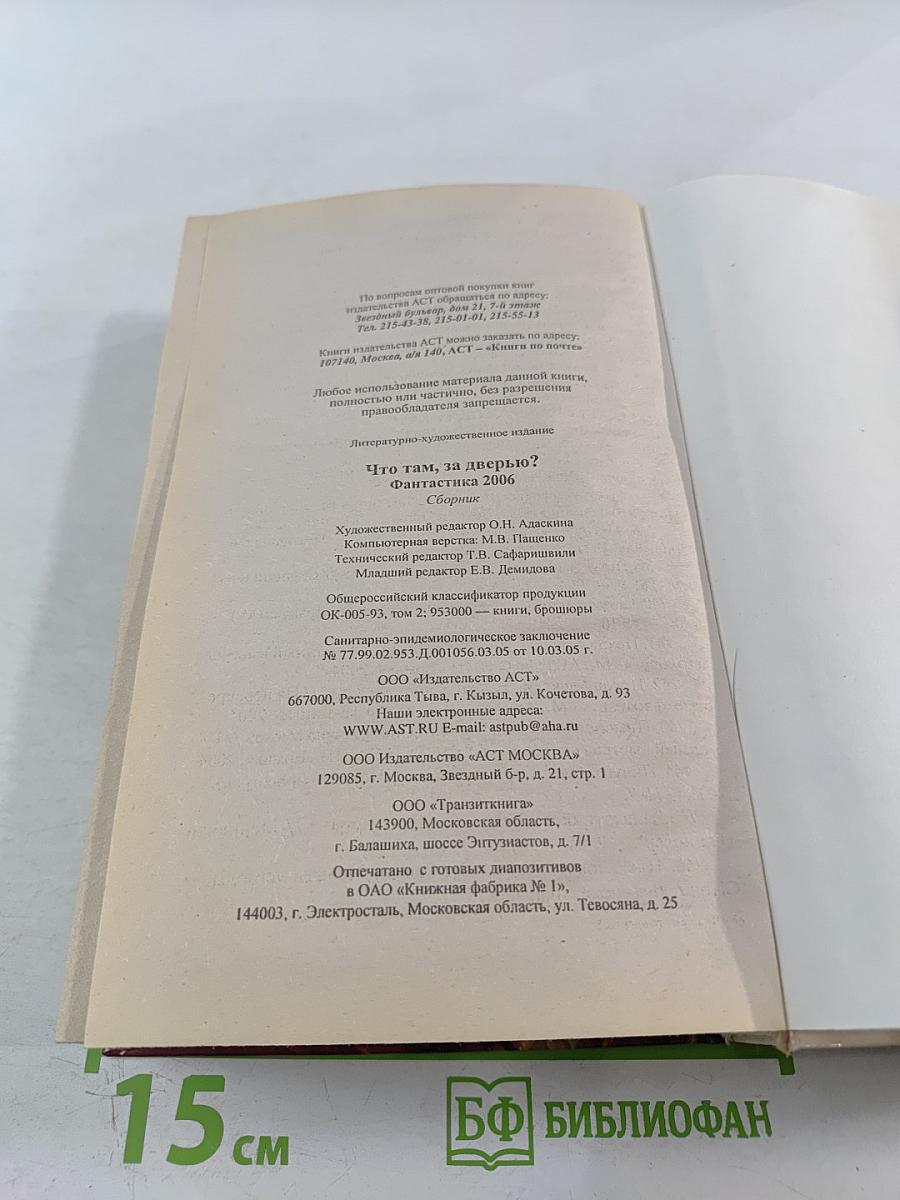 По вопросам оптовой покупки книг
издательства АСТ обращаться по адресу:
Звездный бульвар, дом 21, 7-й этаж
Тел. 215-43-38, 215-01-01, 215-55-13
Книги издательства АСТ можно заказать по адресу:
107140, Москва, а/я 140, АСТ – «Книги по почте»
Любое использование материала данной книги,
полностью или частично, без разрешения
правообладателя запрещается.
Литературно-художественное издание
Что там, за дверью?
Фантастика 2006
Сборник
Художественный редактор О.Н. Адаскина
Компьютерная верстка: М.В. Пащенко
Технический редактор Т.В. Сафаришвили
Младший редактор Е.В. Демидова
Общероссийский классификатор продукции
ОК-005-93, том 2; 953000 — книги, брошюры
Санитарно-эпидемиологическое заключение
№ 77.99.02.953.Д.001056.03.05 от 10.03.05 г.
ООО «Издательство АСТ»
667000, Республика Тыва, г. Кызыл, ул. Кочетова, д. 93
Наши электронные адреса:
WWW.AST.RU E-mail: astpub@aha.ru
ООО Издательство «АСТ МОСКВА»
129085, г. Москва, Звездный б-р, д. 21, стр. 1
ООО «Транзиткнига»
143900, Московская область,
г. Балашиха, шоссе Энтузиастов, д. 7/1
Отпечатано с готовых диапозитивов
в ОАО «Книжная фабрика № 1»,
144003, г. Электросталь, Московская область, ул. Тевосяна, д. 25
15 см
БФ БИБЛИОФАН